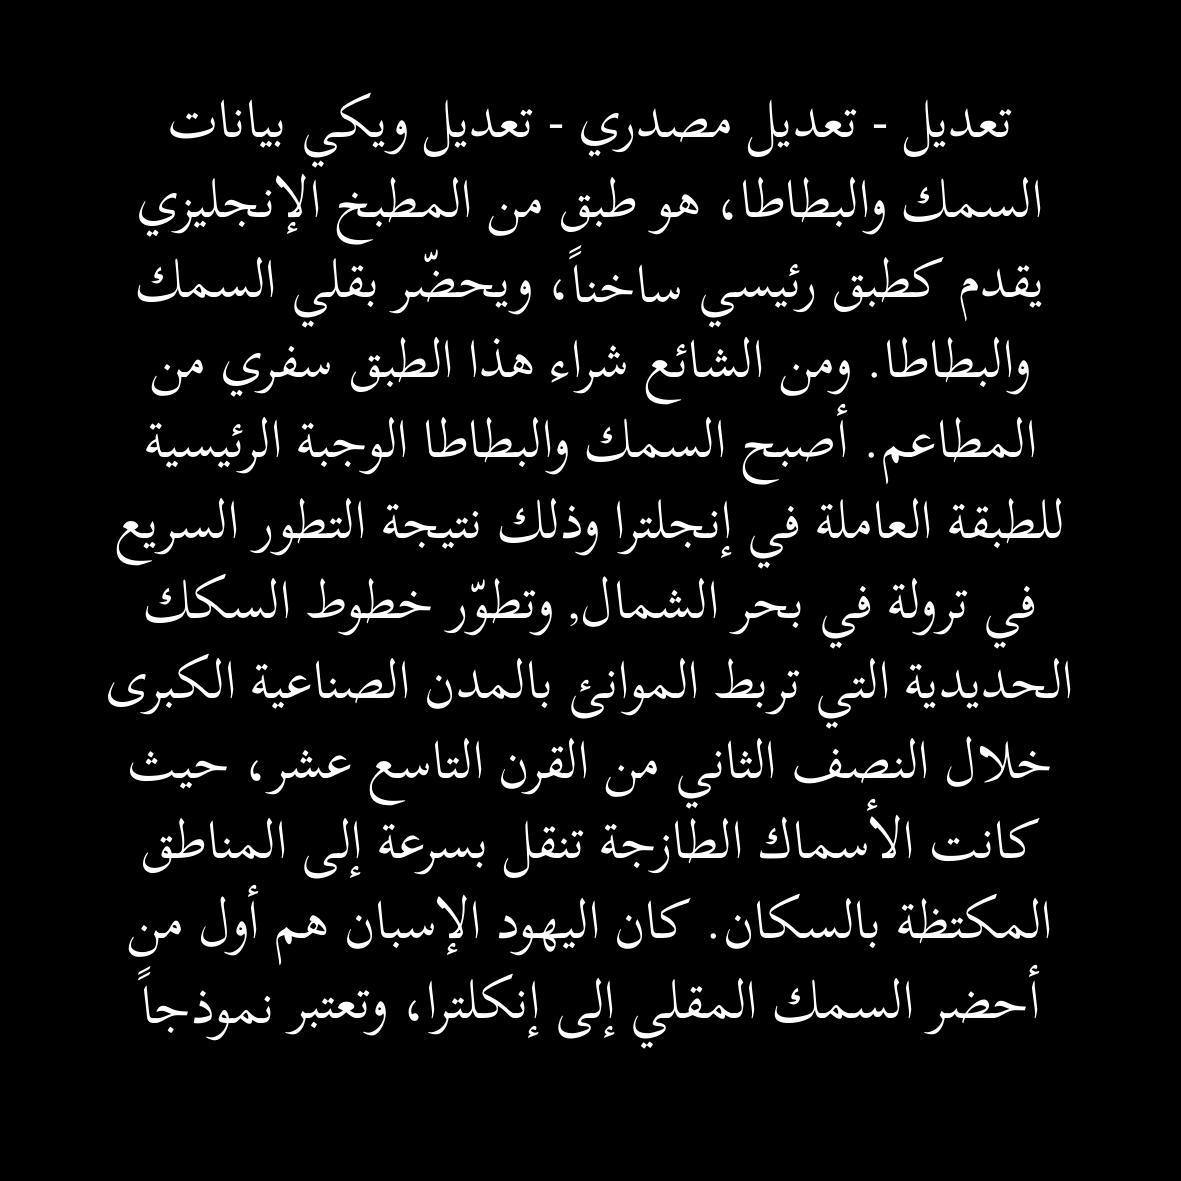 تعديل - تعديل مصدري - تعديل ويكي بيانات
السمك والبطاطا، هو طبق من المطبخ الإنجليزي
يقدم كطبق رئيسي ساخناً، ويحضّر بقلي السمك
والبطاطا. ومن الشائع شراء هذا الطبق سفري من
المطاعم. أصبح السمك والبطاطا الوجبة الرئيسية
للطبقة العاملة في إنجلترا وذلك نتيجة التطور السريع
في ترولة في بحر الشمال, وتطوّر خطوط السكك
الحديدية التي تربط الموانئ بالمدن الصناعية الكبرى
خلال النصف الثاني من القرن التاسع عشر، حيث
كانت الأسماك الطازجة تنقل بسرعة إلى المناطق
المكتظة بالسكان. كان اليهود الإسبان هم أول من
أحضر السمك المقلي إلى إنكلترا، وتعتبر نموذجاً